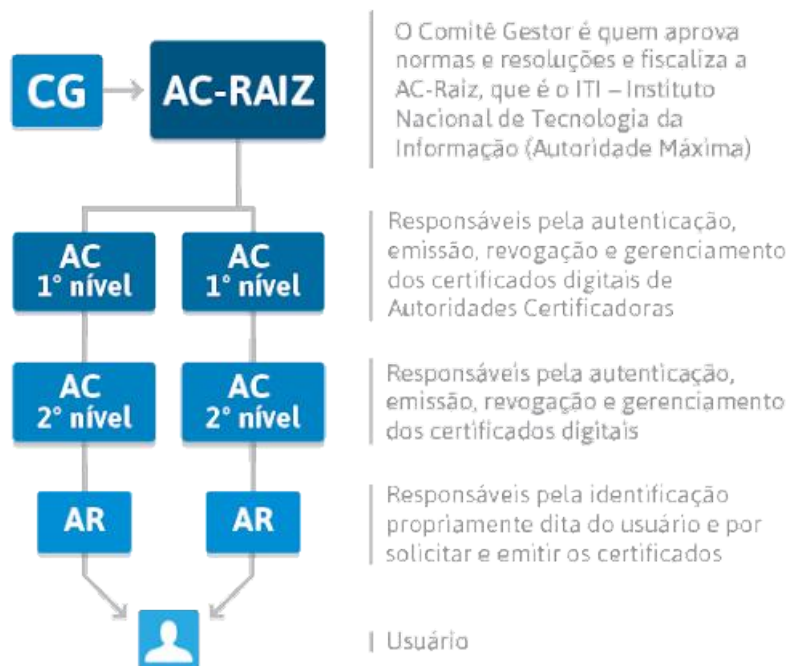 CG
AC-RAIZ
O Comitê Gestor é quem aprova
normas e resoluções e fiscaliza a
AC-Raiz, que é o ITI – Instituto
Nacional de Tecnologia da
Informação (Autoridade Máxima)
AC
1° nível
AC
1° nível
Responsáveis pela autenticação,
emissão, revogação e gerenciamento
dos certificados digitais de
Autoridades Certificadoras
AC
2° nível
AC
2° nível
Responsáveis pela autenticação,
emissão, revogação e gerenciamento
dos certificados digitais
AR
AR
Responsáveis pela identificação
propriamente dita do usuário e por
solicitar e emitir os certificados
Usuário